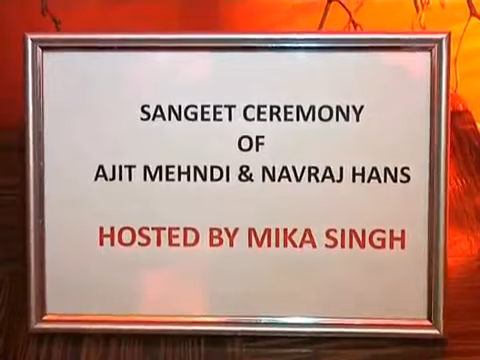 SANGEET CEREMONY
OF
AJIT MEHNDI & NAVRAJ HANS
HOSTED BY MIKA SINGH